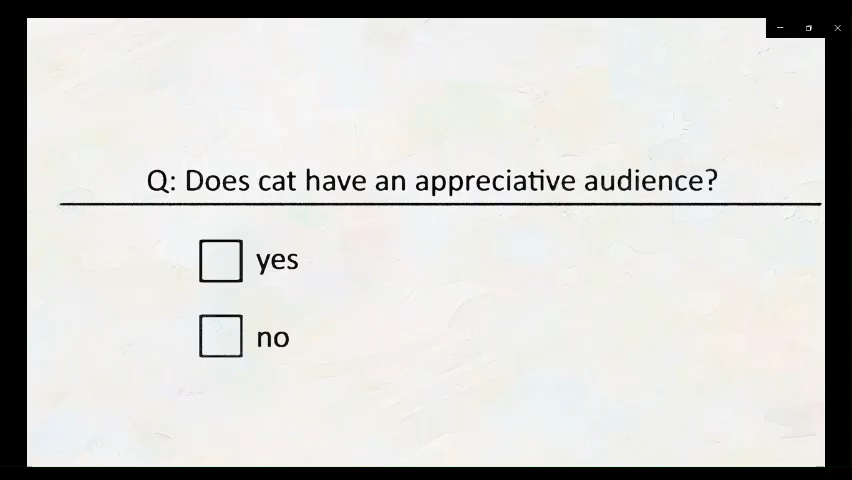 Q: Does cat have an appreciative audience?
yes
no